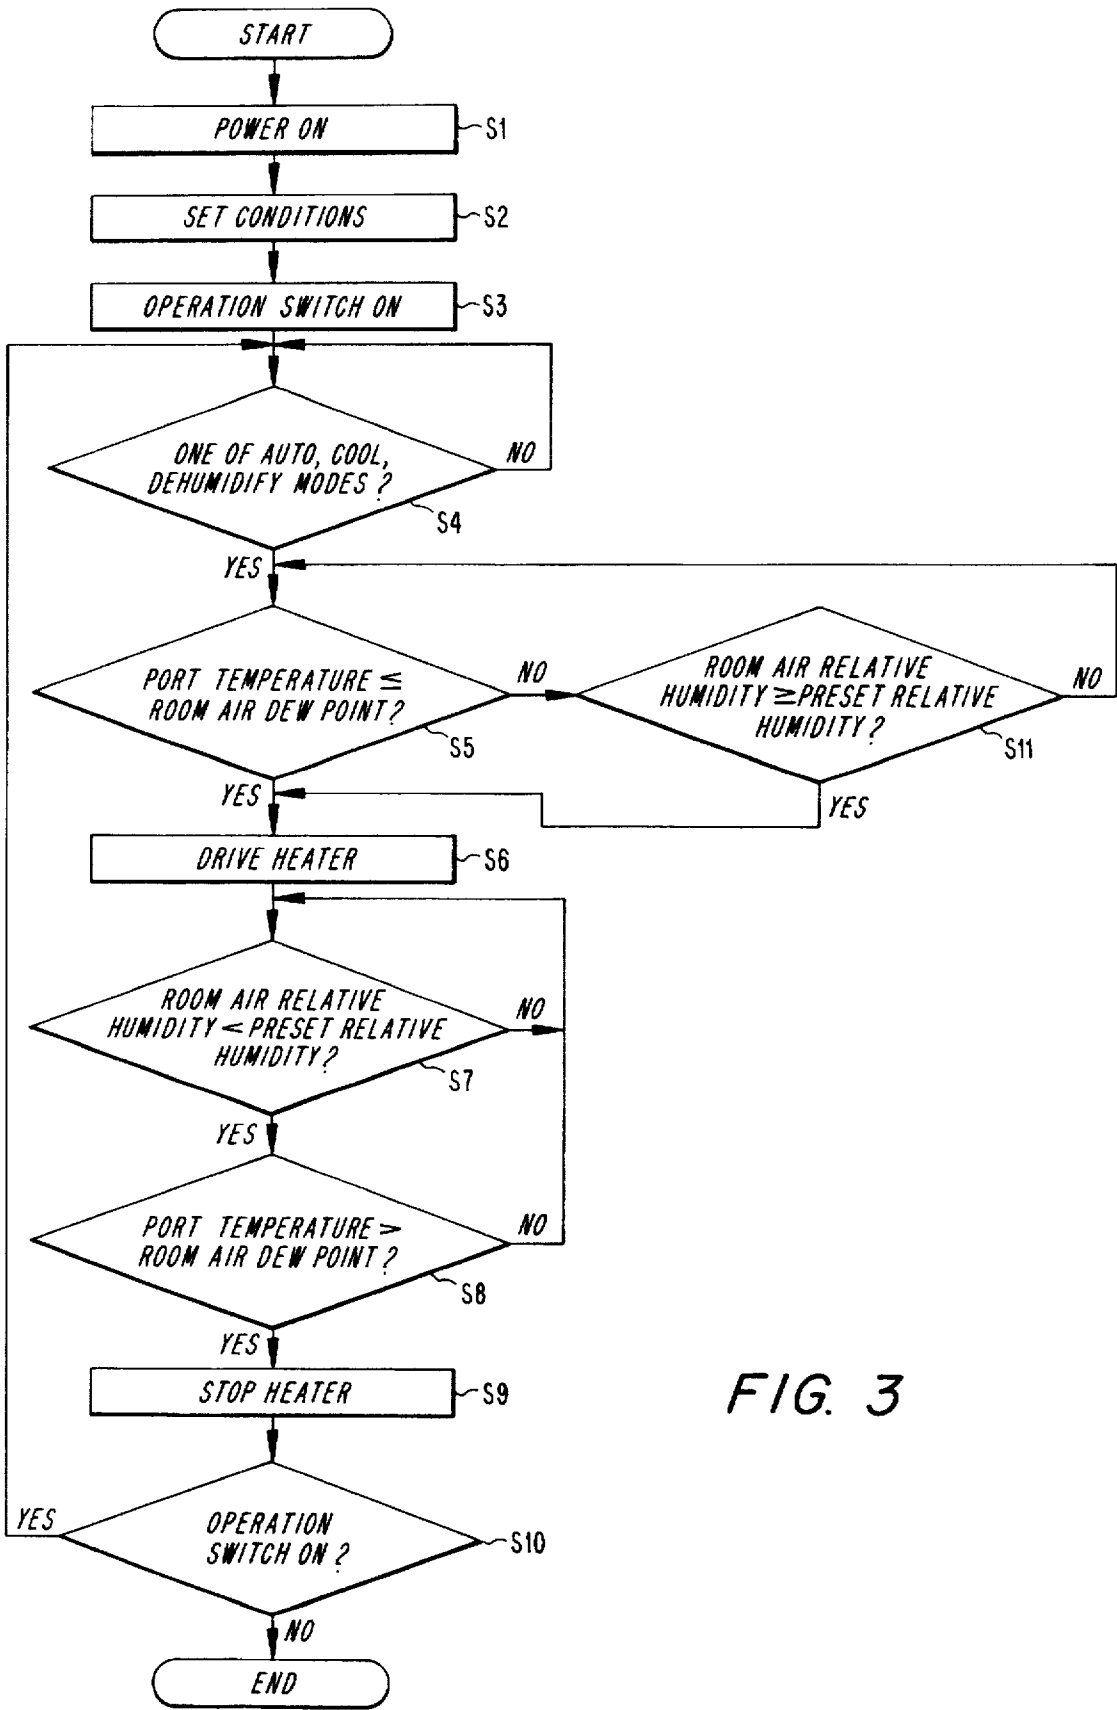 START
POWER ON
S1
SET CONDITIONS
S2
OPERATION SWITCH ON
S3
ONE OF AUTO, COOL,
DEHUMIDIFY MODES ?
NO
S4
YES
PORT TEMPERATURE ≦
ROOM AIR DEW POINT ?
NO
S5
ROOM AIR RELATIVE
HUMIDITY ≧ PRESET RELATIVE
HUMIDITY ?
NO
S11
YES
YES
DRIVE HEATER
S6
ROOM AIR RELATIVE
HUMIDITY < PRESET RELATIVE
HUMIDITY ?
NO
S7
YES
PORT TEMPERATURE >
ROOM AIR DEW POINT ?
NO
S8
YES
STOP HEATER
S9
FIG. 3
OPERATION
SWITCH ON ?
YES
S10
NO
END